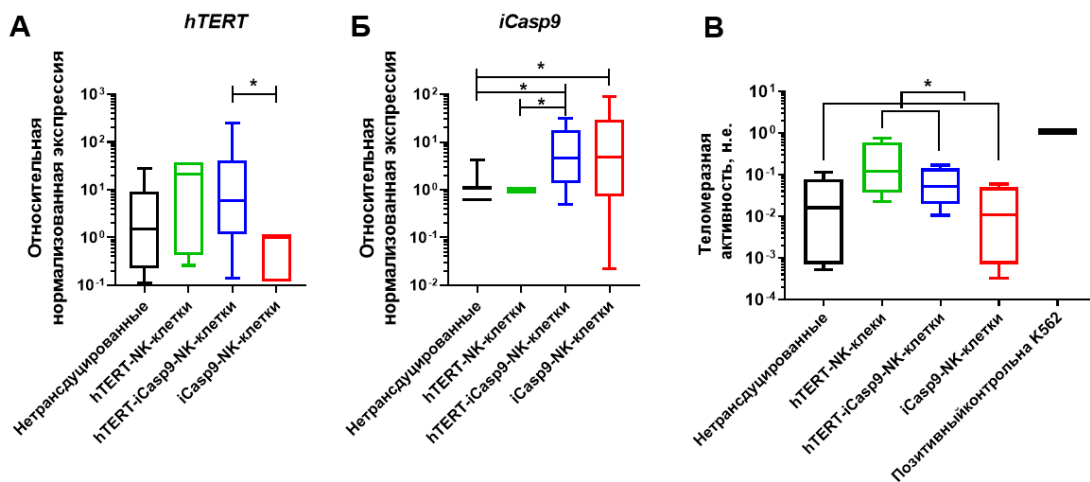 А
hTERT
Относительная
нормализованная экспрессия
10³
10²
10¹
10⁰
10⁻¹
*
Нетрансдуцированные
hTERT-NK-клетки
hTERT-iCasp9-NK-клетки
iCasp9-NK-клетки
Б
iCasp9
Относительная
нормализованная экспрессия
10²
10¹
10⁰
10⁻¹
10⁻²
*
*
*
Нетрансдуцированные
hTERT-NK-клетки
hTERT-iCasp9-NK-клетки
iCasp9-NK-клетки
В
Теломеразная
активность, н.е.
10¹
10⁰
10⁻¹
10⁻²
10⁻³
10⁻⁴
*
Нетрансдуцированные
hTERT-NK-клеки
hTERT-iCasp9-NK-клетки
iCasp9-NK-клетки
Позитивныйконтрольна K562